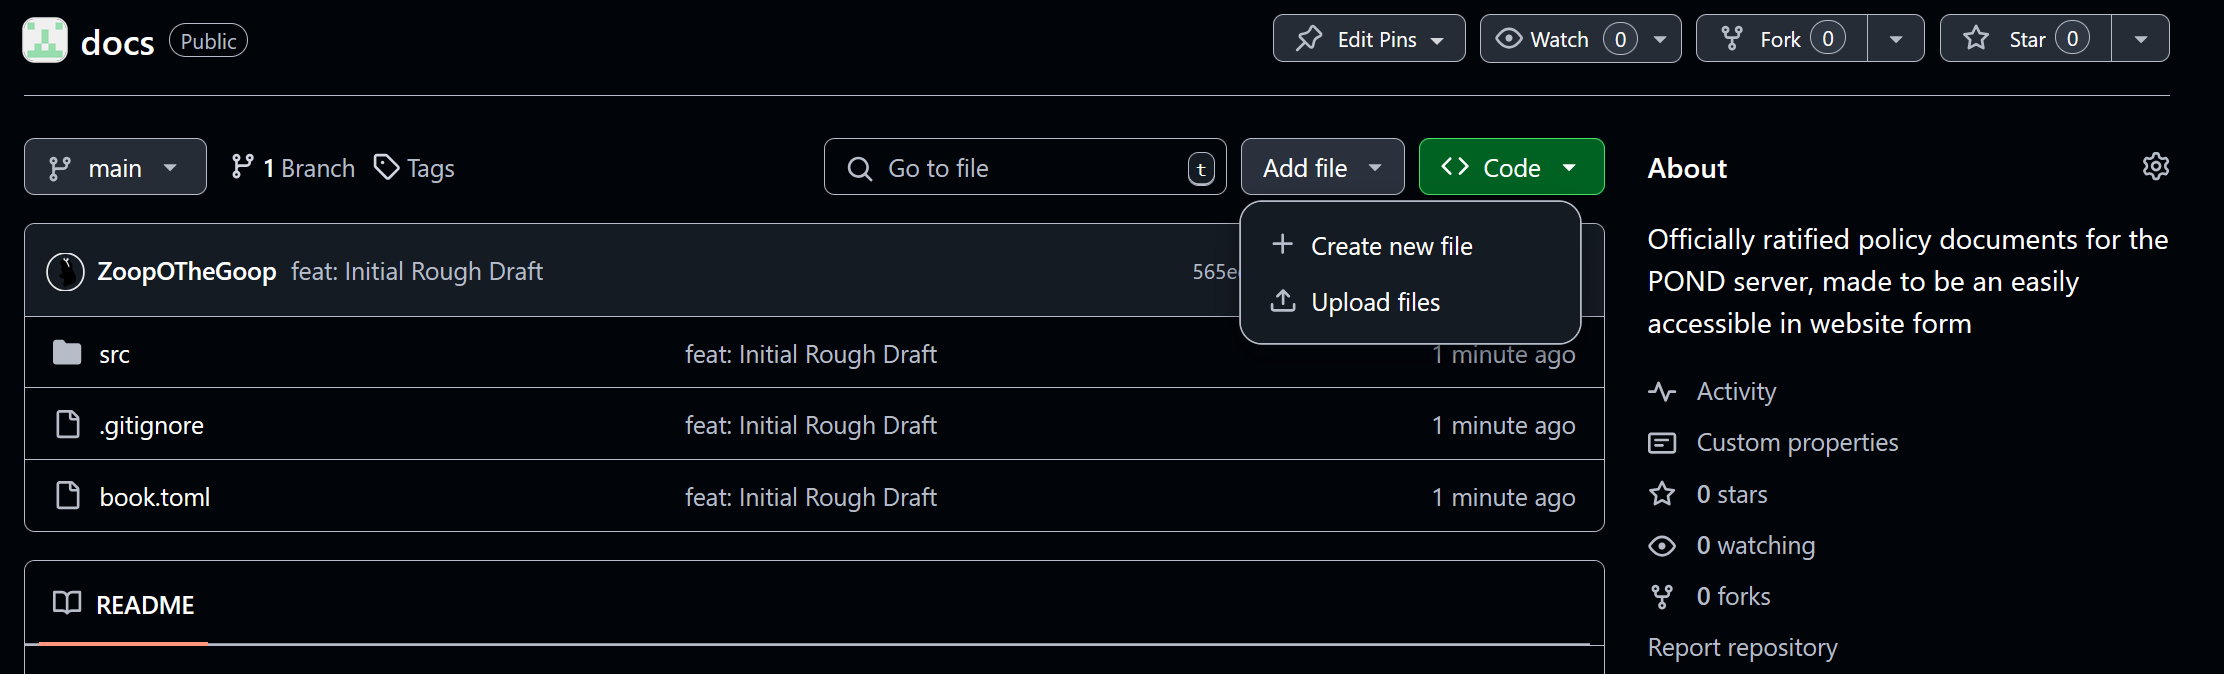 docs Public Edit Pins Watch 0 Fork 0 Star 0
main 1 Branch Tags Go to file t Add file Code
Create new file
Upload files
ZoopOTheGoop feat: Initial Rough Draft
src feat: Initial Rough Draft 1 minute ago
.gitignore feat: Initial Rough Draft 1 minute ago
book.toml feat: Initial Rough Draft 1 minute ago
README
About
Officially ratified policy documents for the
POND server, made to be an easily
accessible in website form
Activity
Custom properties
0 stars
0 watching
0 forks
Report repository